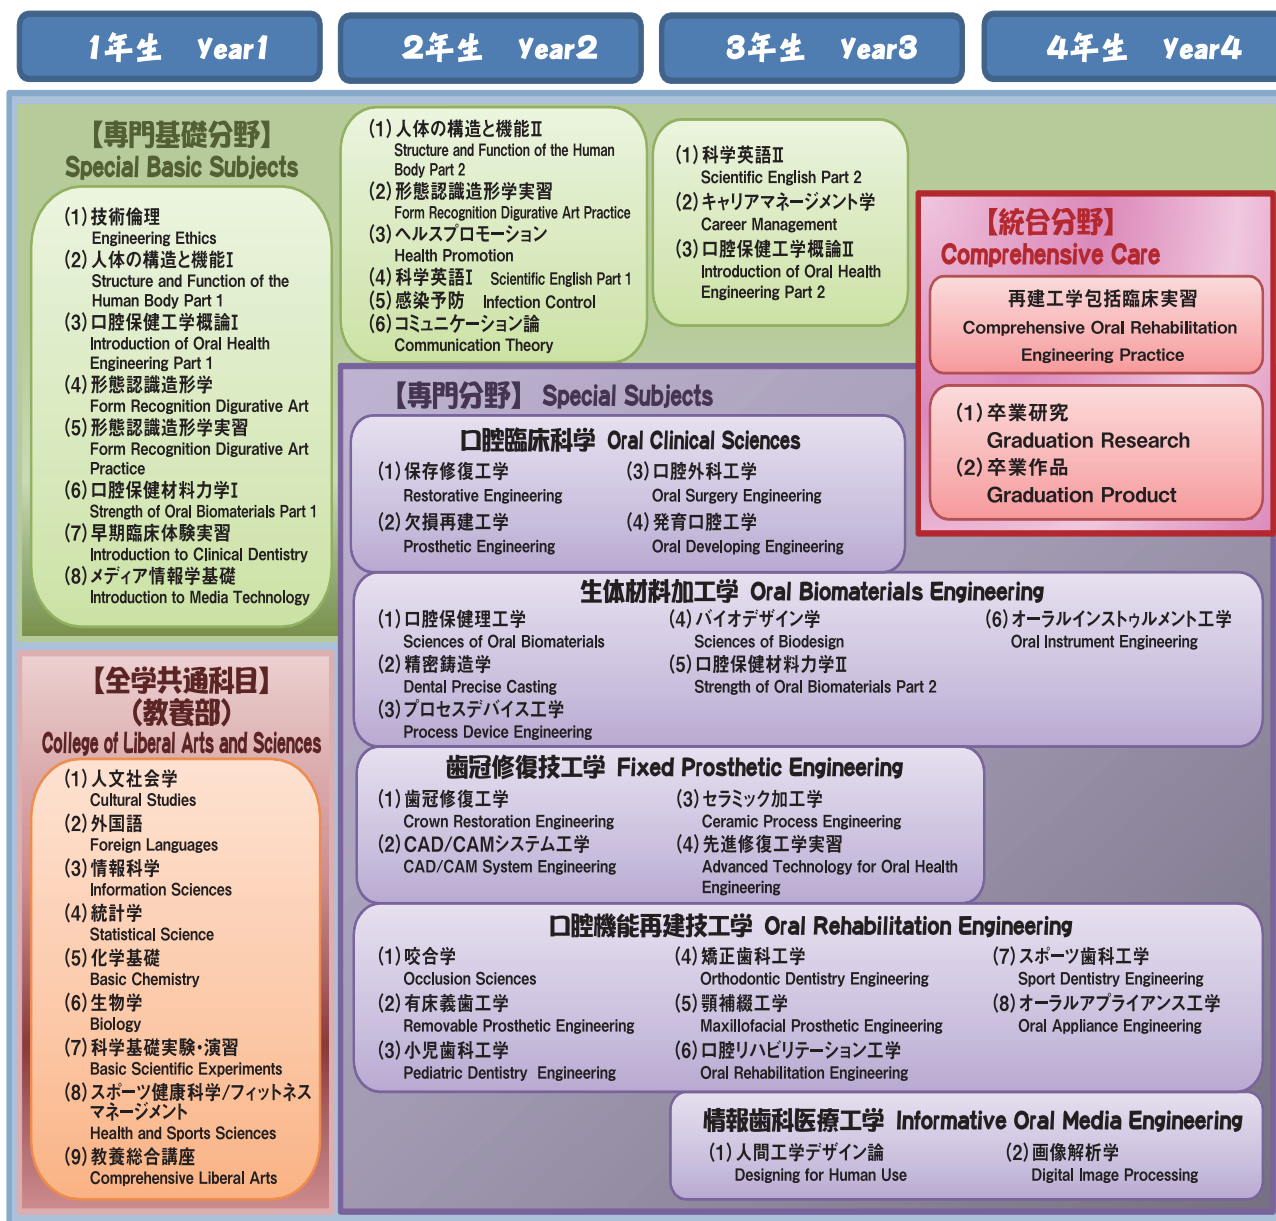 1年生 Year1
2年生 Year2
3年生 Year3
4年生 Year4
【専門基礎分野】
Special Basic Subjects
(1)技術倫理
Engineering Ethics
(2)人体の構造と機能I
Structure and Function of the
Human Body Part 1
(3)口腔保健工学概論I
Introduction of Oral Health
Engineering Part 1
(4)形態認識造形学
Form Recognition Digurative Art
(5)形態認識造形学実習
Form Recognition Digurative Art
Practice
(6)口腔保健材料力学I
Strength of Oral Biomaterials Part 1
(7)早期臨床体験実習
Introduction to Clinical Dentistry
(8)メディア情報学基礎
Introduction to Media Technology
(1)人体の構造と機能II
Structure and Function of the Human
Body Part 2
(2)形態認識造形学実習
Form Recognition Digurative Art Practice
(3)ヘルスプロモーション
Health Promotion
(4)科学英語I Scientific English Part 1
(5)感染予防 Infection Control
(6)コミュニケーション論
Communication Theory
(1)科学英語II
Scientific English Part 2
(2)キャリアマネージメント学
Career Management
(3)口腔保健工学概論II
Introduction of Oral Health
Engineering Part 2
【統合分野】
Comprehensive Care
再建工学包括臨床実習
Comprehensive Oral Rehabilitation
Engineering Practice
(1)卒業研究
Graduation Research
(2)卒業作品
Graduation Product
【全学共通科目】
(教養部)
College of Liberal Arts and Sciences
(1)人文社会学
Cultural Studies
(2)外国語
Foreign Languages
(3)情報科学
Information Sciences
(4)統計学
Statistical Science
(5)化学基礎
Basic Chemistry
(6)生物学
Biology
(7)科学基礎実験・演習
Basic Scientific Experiments
(8)スポーツ健康科学/フィットネス
マネージメント
Health and Sports Sciences
(9)教養総合講座
Comprehensive Liberal Arts
【専門分野】 Special Subjects
口腔臨床科学 Oral Clinical Sciences
(1)保存修復工学
Restorative Engineering
(2)欠損再建工学
Prosthetic Engineering
(3)口腔外科工学
Oral Surgery Engineering
(4)発育口腔工学
Oral Developing Engineering
生体材料加工学 Oral Biomaterials Engineering
(1)口腔保健理工学
Sciences of Oral Biomaterials
(2)精密鋳造学
Dental Precise Casting
(3)プロセスデバイス工学
Process Device Engineering
(4)バイオデザイン学
Sciences of Biodesign
(5)口腔保健材料力学II
Strength of Oral Biomaterials Part 2
(6)オーラルインストゥルメント工学
Oral Instrument Engineering
歯冠修復技工学 Fixed Prosthetic Engineering
(1)歯冠修復工学
Crown Restoration Engineering
(2)CAD/CAMシステム工学
CAD/CAM System Engineering
(3)セラミック加工学
Ceramic Process Engineering
(4)先進修復工学実習
Advanced Technology for Oral Health
Engineering
口腔機能再建技工学 Oral Rehabilitation Engineering
(1)咬合学
Occlusion Sciences
(2)有床義歯工学
Removable Prosthetic Engineering
(3)小児歯科工学
Pediatric Dentistry Engineering
(4)矯正歯科工学
Orthodontic Dentistry Engineering
(5)顎補綴工学
Maxillofacial Prosthetic Engineering
(6)口腔リハビリテーション工学
Oral Rehabilitation Engineering
(7)スポーツ歯科工学
Sport Dentistry Engineering
(8)オーラルアプライアンス工学
Oral Appliance Engineering
情報歯科医療工学 Informative Oral Media Engineering
(1)人間工学デザイン論
Designing for Human Use
(2)画像解析学
Digital Image Processing